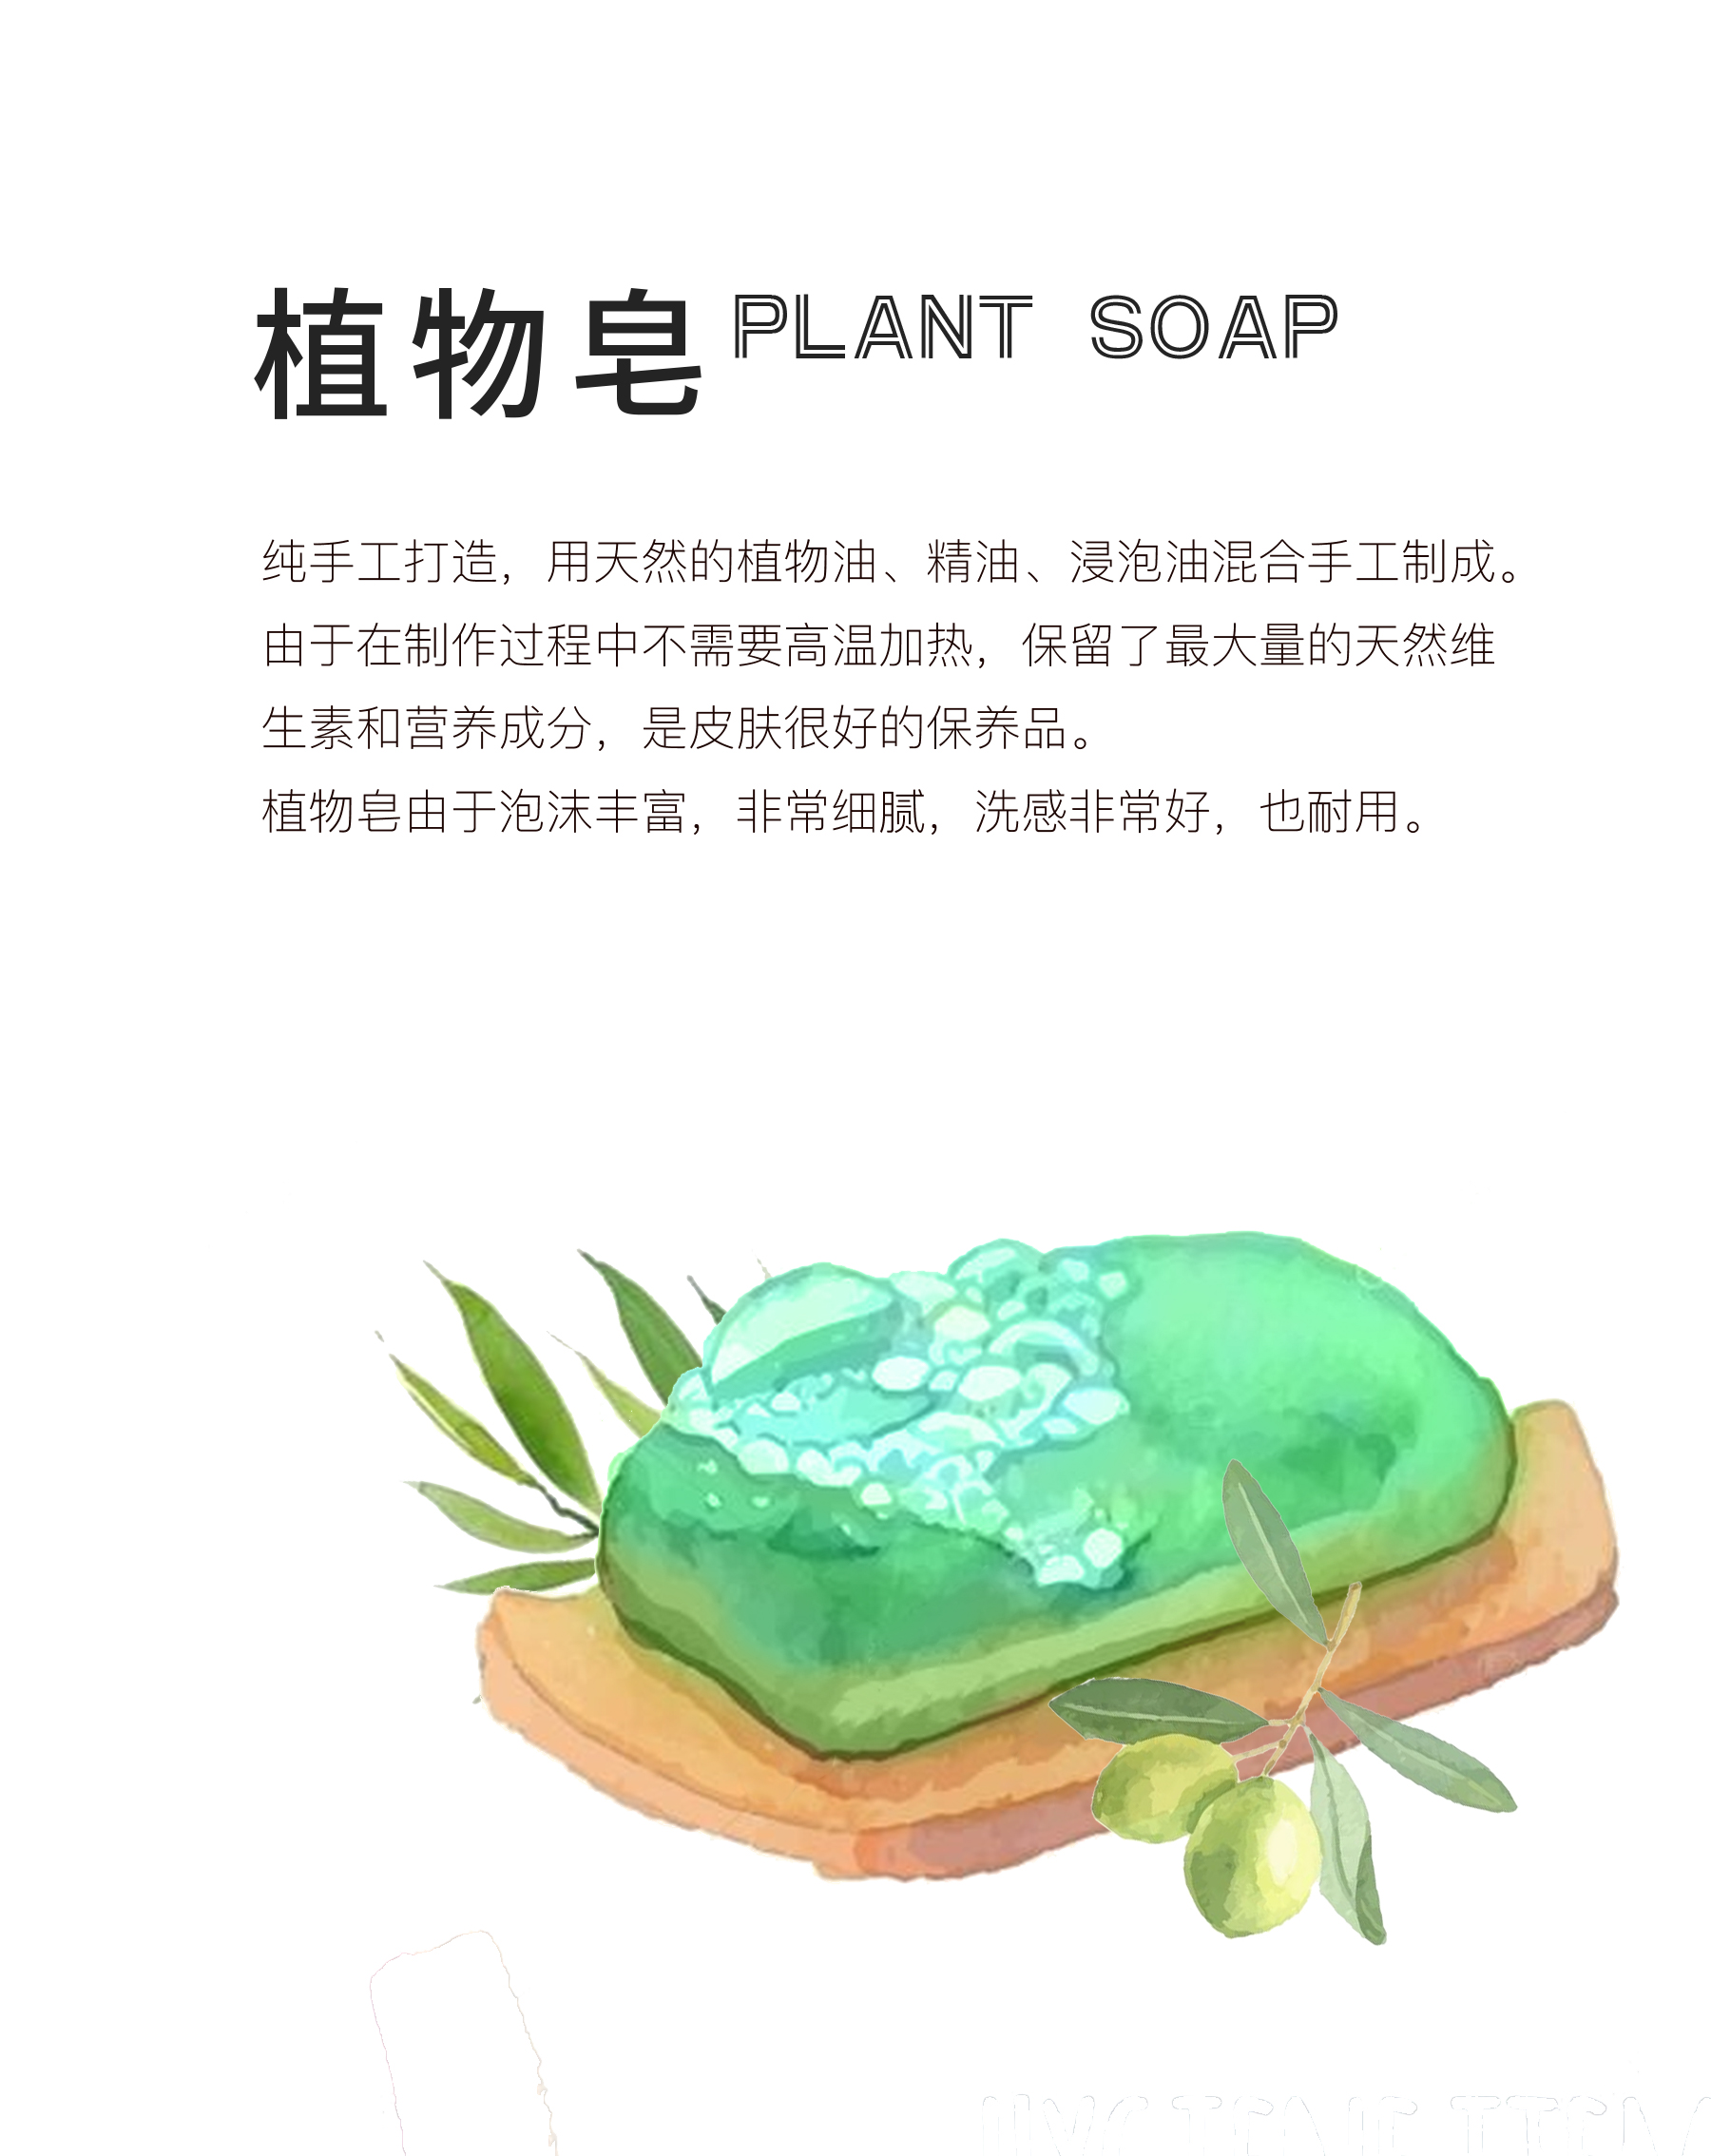 植物皂 PLANT SOAP
纯手工打造，用天然的植物油、精油、浸泡油混合手工制成。
由于在制作过程中不需要高温加热，保留了最大量的天然维
生素和营养成分，是皮肤很好的保养品。
植物皂由于泡沫丰富，非常细腻，洗感非常好，也耐用。